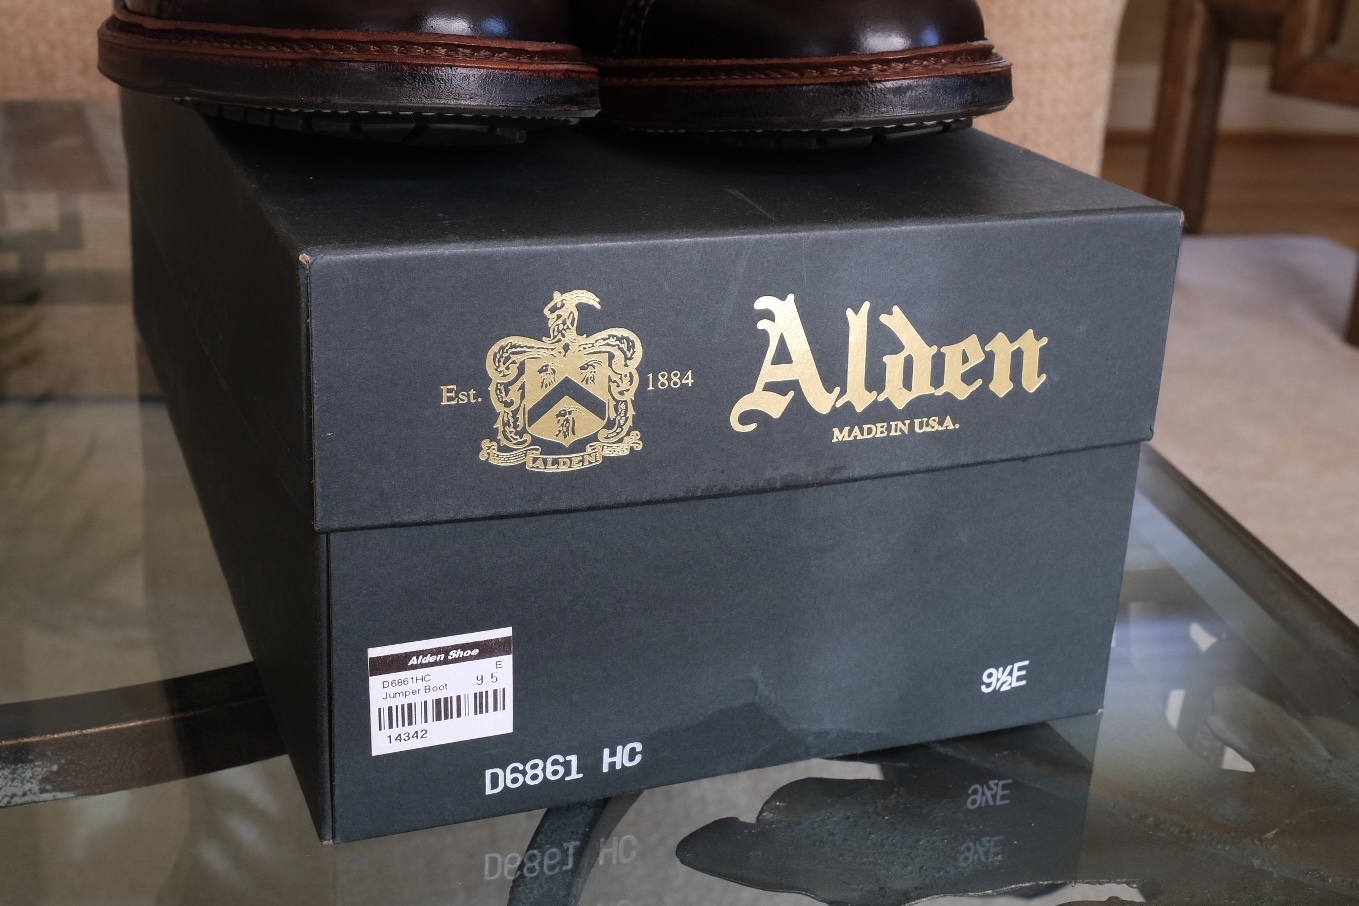 Est. 1884
ALDEN
Alden
MADE IN U.S.A.
Alden Shoe
E
D6861HC
Jumper Boot 9.5
14342
D6861 HC
9½E